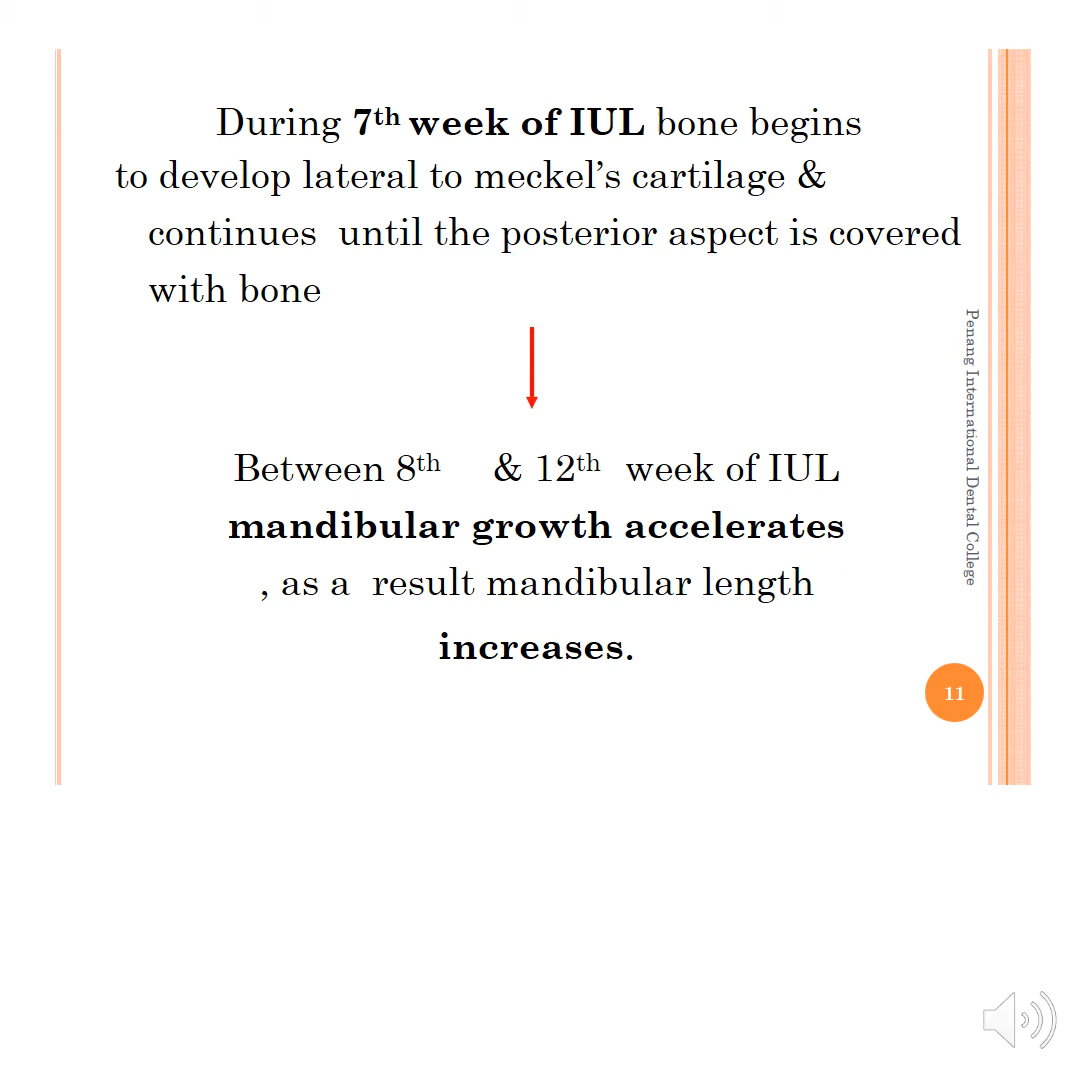 During 7th week of IUL bone begins
to develop lateral to meckel’s cartilage &
continues until the posterior aspect is covered
with bone
Between 8th & 12th week of IUL
mandibular growth accelerates
, as a result mandibular length
increases.
Penang International Dental College
11